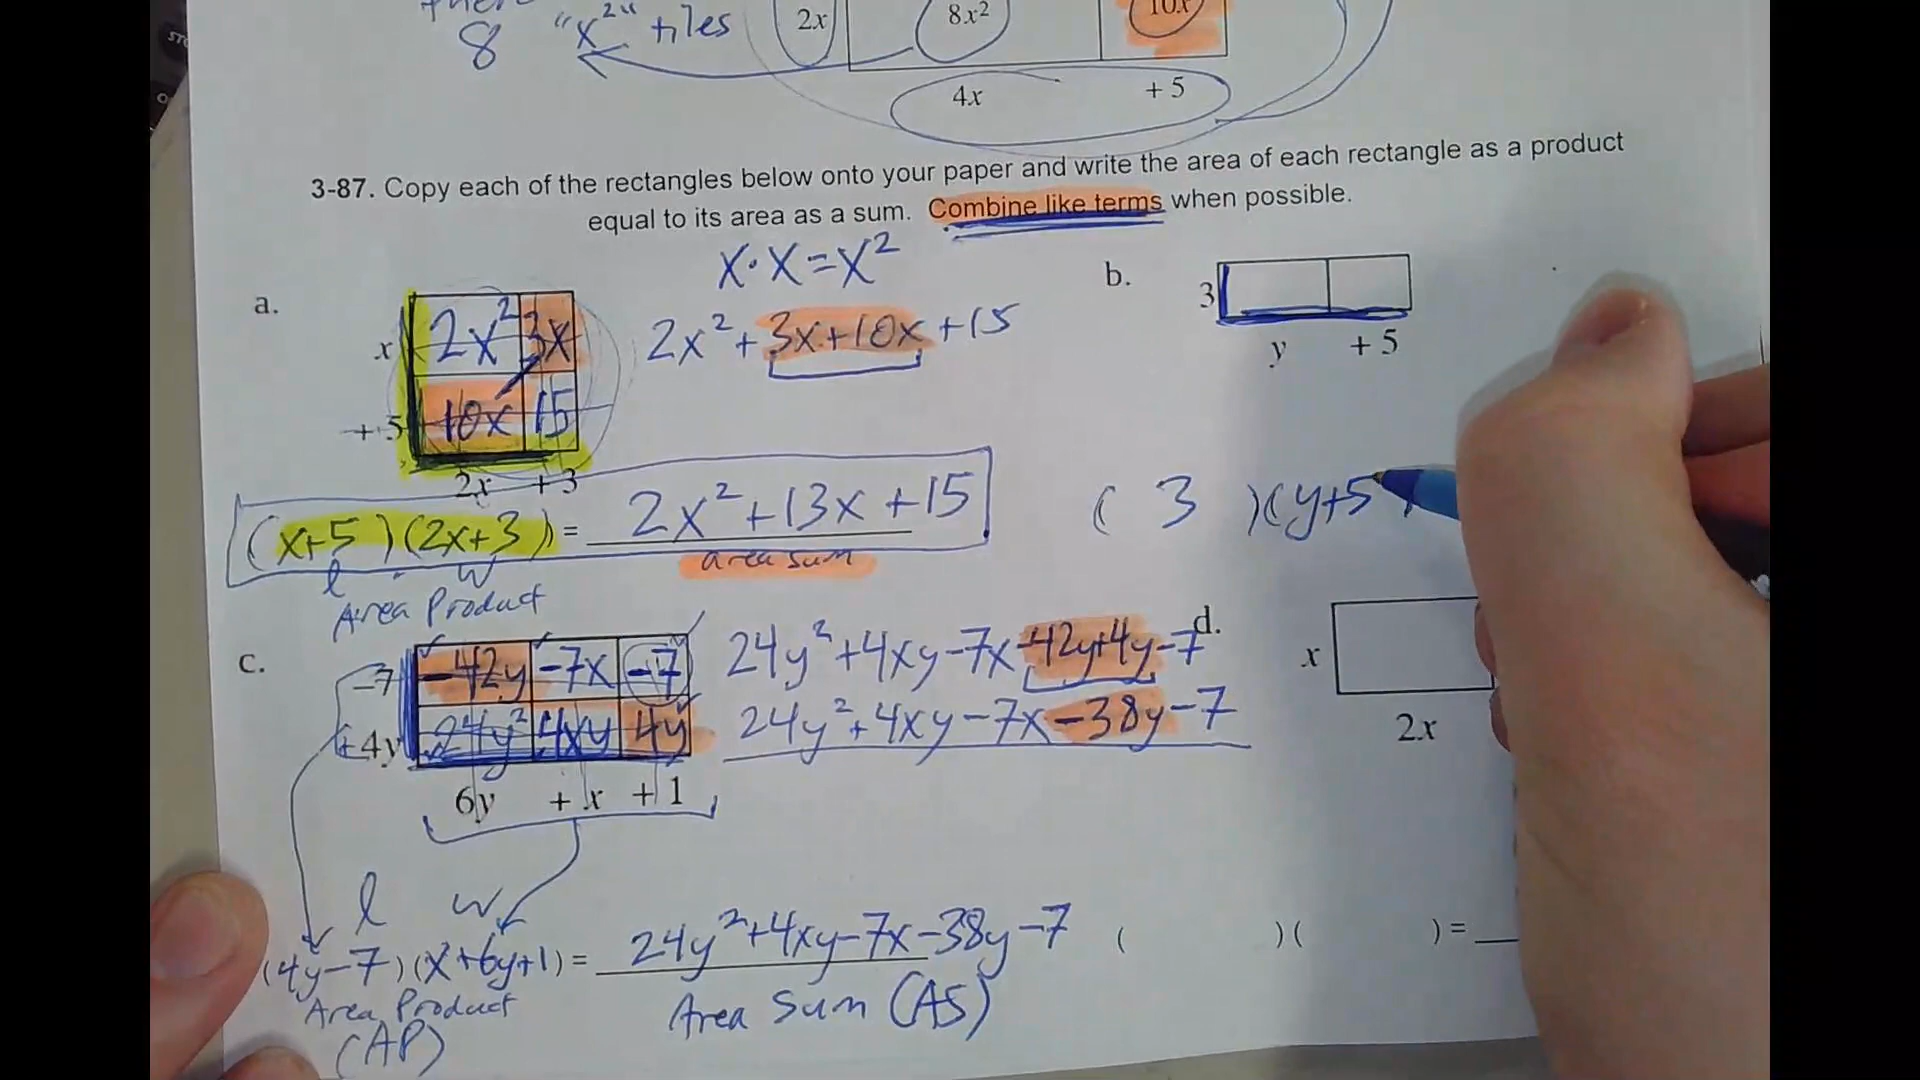 8 "x²" tiles
2x 8x² 10x
4x + 5
3-87. Copy each of the rectangles below onto your paper and write the area of each rectangle as a product
equal to its area as a sum. Combine like terms when possible.
x·x=x²
a.
x 2x² 3x
+ 5 10x 15
2x + 3
2x²+3x+10x+15
(x+5)(2x+3) = 2x²+13x+15
l w area sum
Area Product
b.
3
y + 5
( 3 )(y+5
c.
-7 -42y -7x -7
+4y 24y² 4xy 4y
6y + x + 1
24y²+4xy-7x-42y+4y-7
24y²+4xy-7x-38y-7
l w
(4y-7)(x+6y+1) = 24y²+4xy-7x-38y-7
Area Product Area Sum (AS)
(AP)
d.
x
2x
( )( ) =